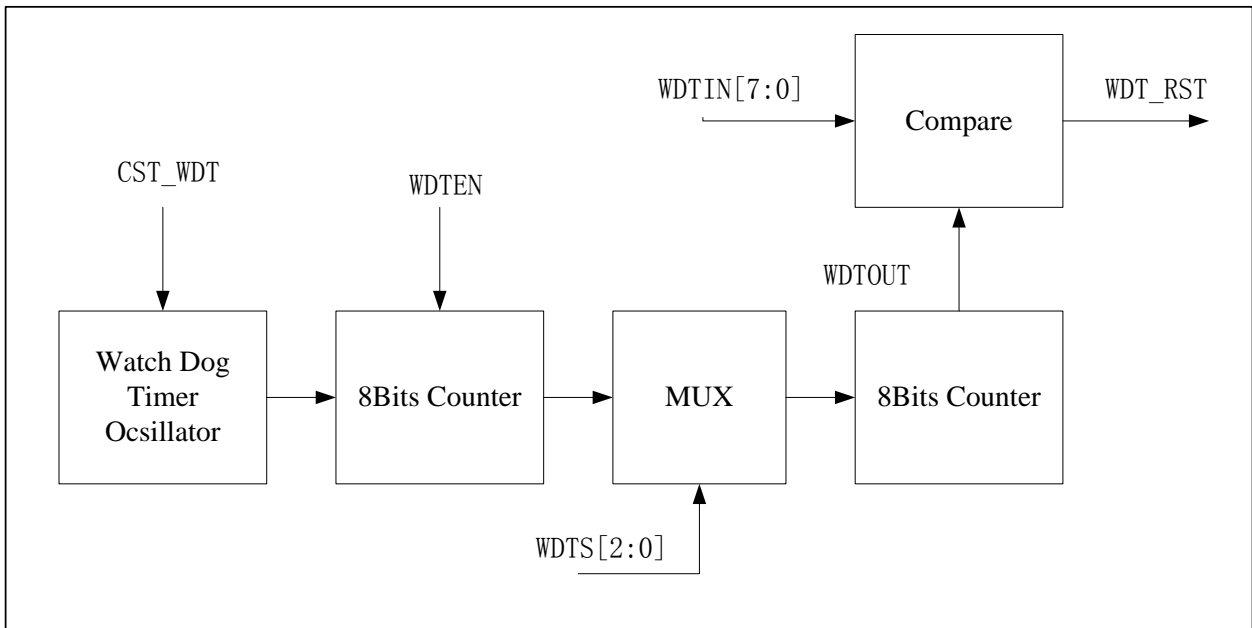 WDTIN[7:0]
WDT_RST
Compare
CST_WDT
WDTEN
WDTOUT
Watch Dog
Timer
Ocsillator
8Bits Counter
MUX
8Bits Counter
WDTS[2:0]